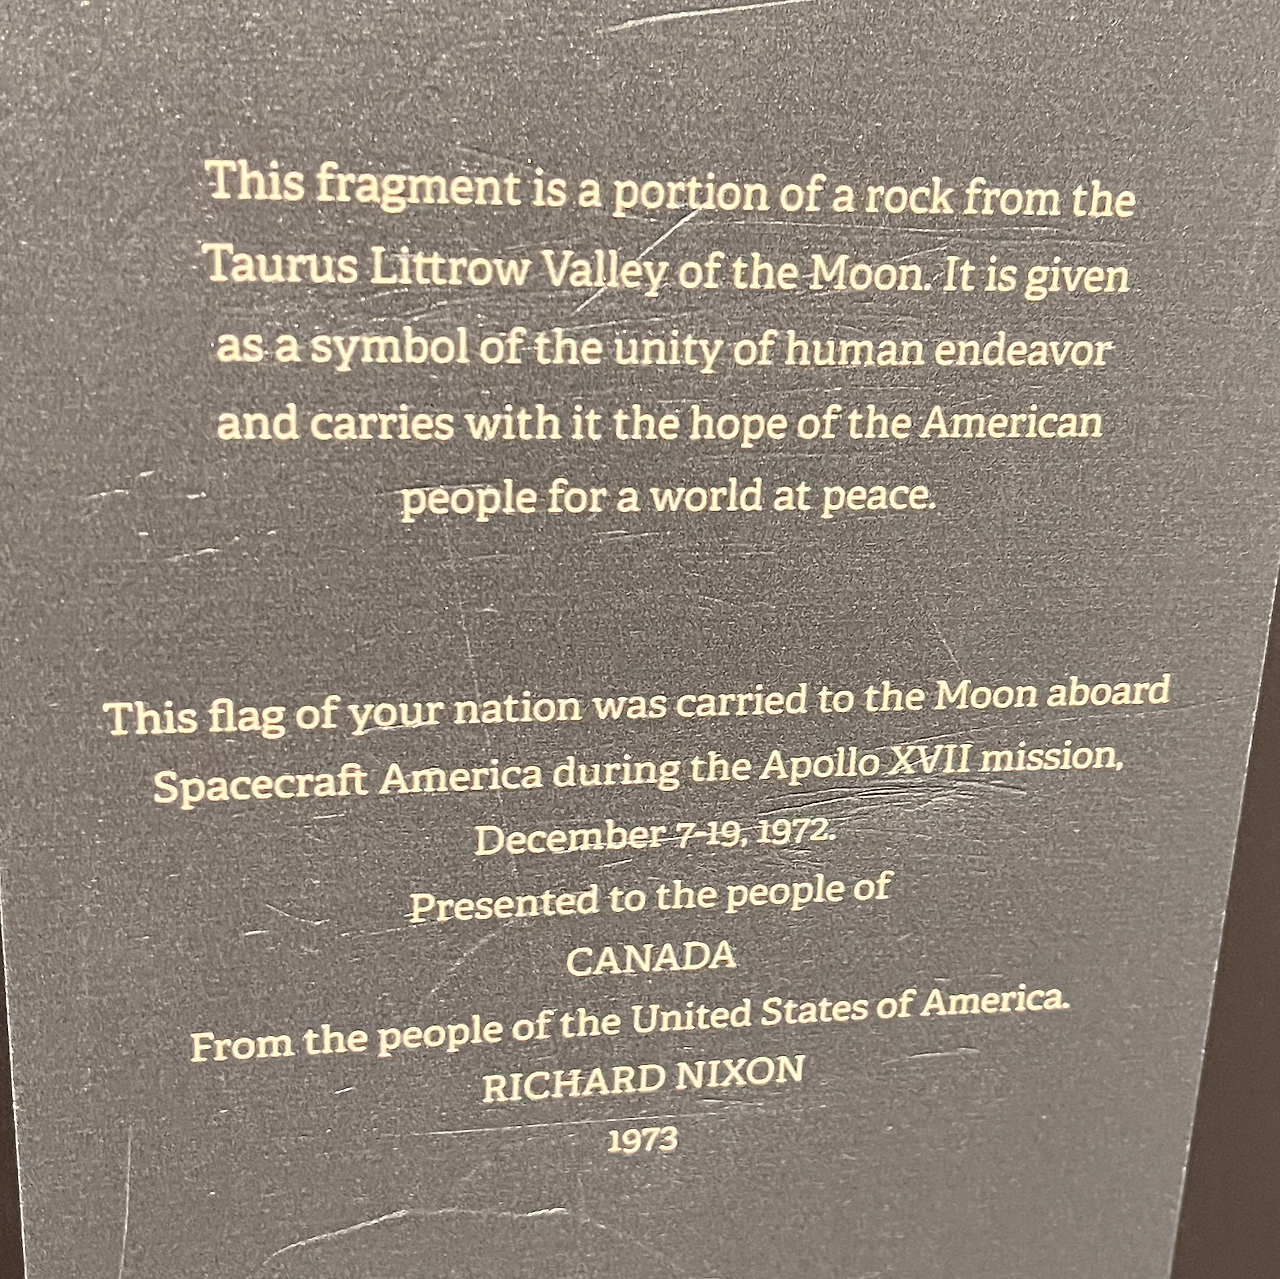 This fragment is a portion of a rock from the
Taurus Littrow Valley of the Moon. It is given
as a symbol of the unity of human endeavor
and carries with it the hope of the American
people for a world at peace.
This flag of your nation was carried to the Moon aboard
Spacecraft America during the Apollo XVII mission,
December 7-19, 1972.
Presented to the people of
CANADA
From the people of the United States of America.
RICHARD NIXON
1973